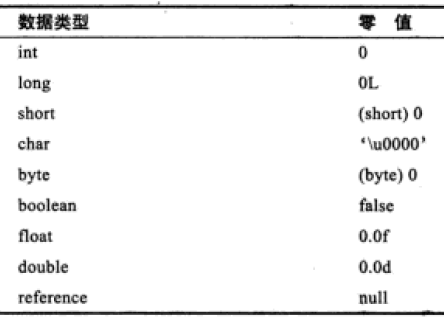 数据类型 零 值
int 0
long 0L
short (short) 0
char ‘\u0000’
byte (byte) 0
boolean false
float 0.0f
double 0.0d
reference null